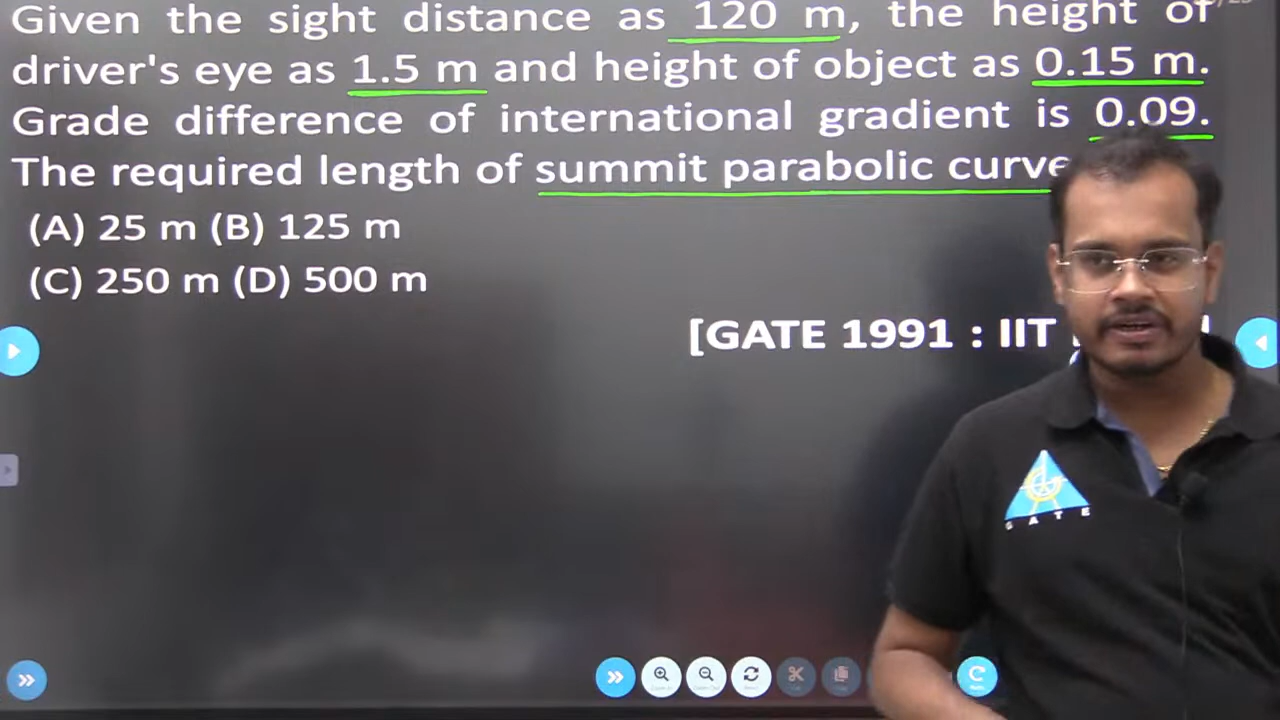 Given the sight distance as 120 m, the height of
driver's eye as 1.5 m and height of object as 0.15 m.
Grade difference of international gradient is 0.09.
The required length of summit parabolic curve
(A) 25 m (B) 125 m
(C) 250 m (D) 500 m
[GATE 1991 : IIT
GATE